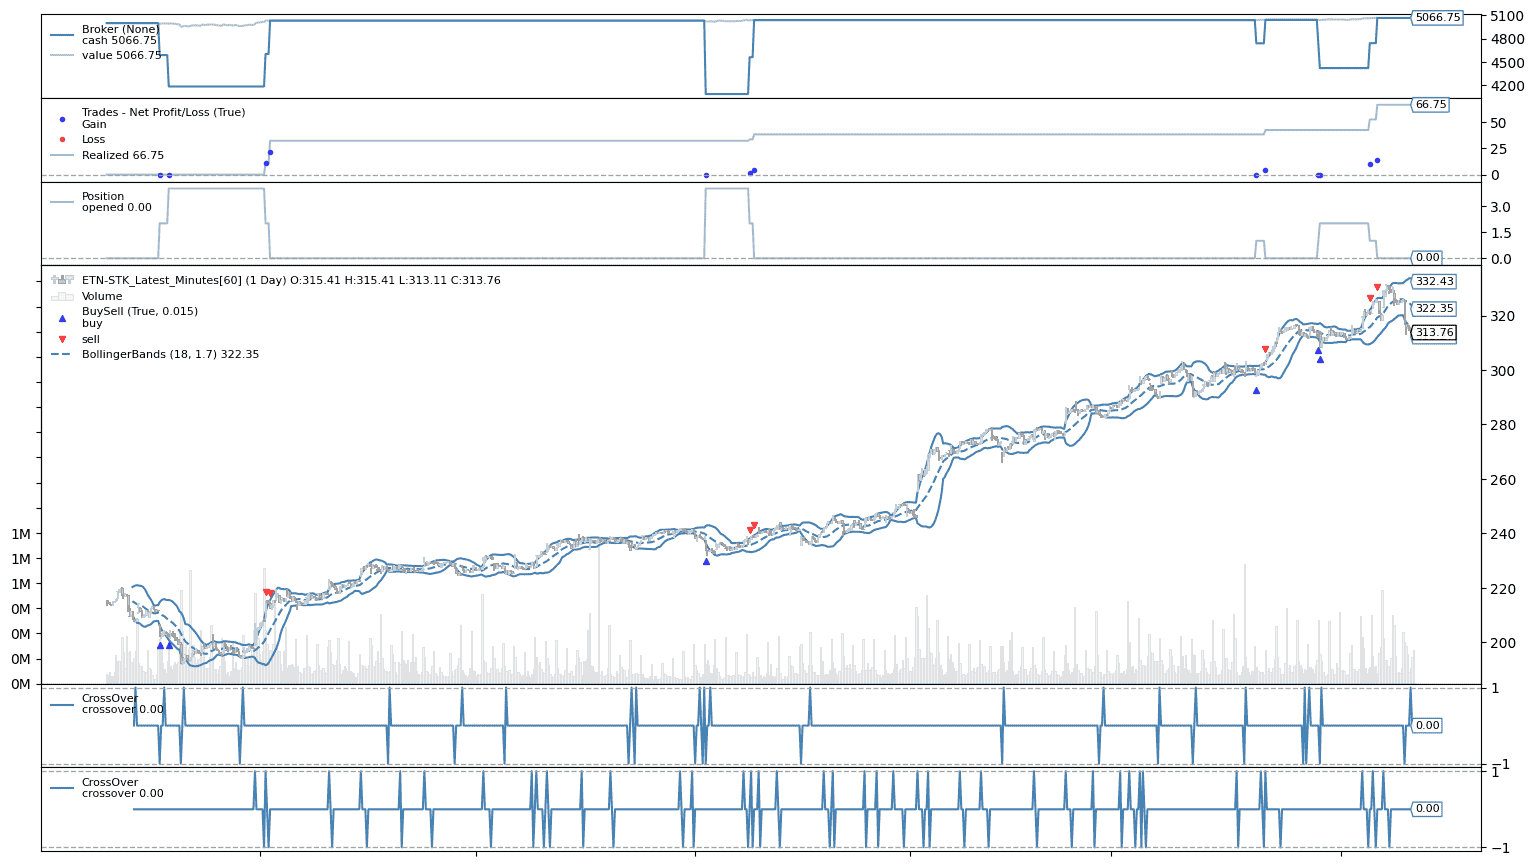 Broker (None)
cash 5066.75
value 5066.75
5066.75
5100
4800
4500
4200
Trades - Net Profit/Loss (True)
Gain
Loss
Realized 66.75
66.75
50
25
0
Position
opened 0.00
3.0
1.5
0.00
0.0
ETN-STK_Latest_Minutes[60] (1 Day) O:315.41 H:315.41 L:313.11 C:313.76
Volume
BuySell (True, 0.015)
buy
sell
BollingerBands (18, 1.7) 322.35
332.43
322.35
313.76
320
300
280
260
240
220
200
1M
1M
1M
0M
0M
0M
0M
CrossOver
crossover 0.00
1
0.00
−1
CrossOver
crossover 0.00
1
0.00
−1